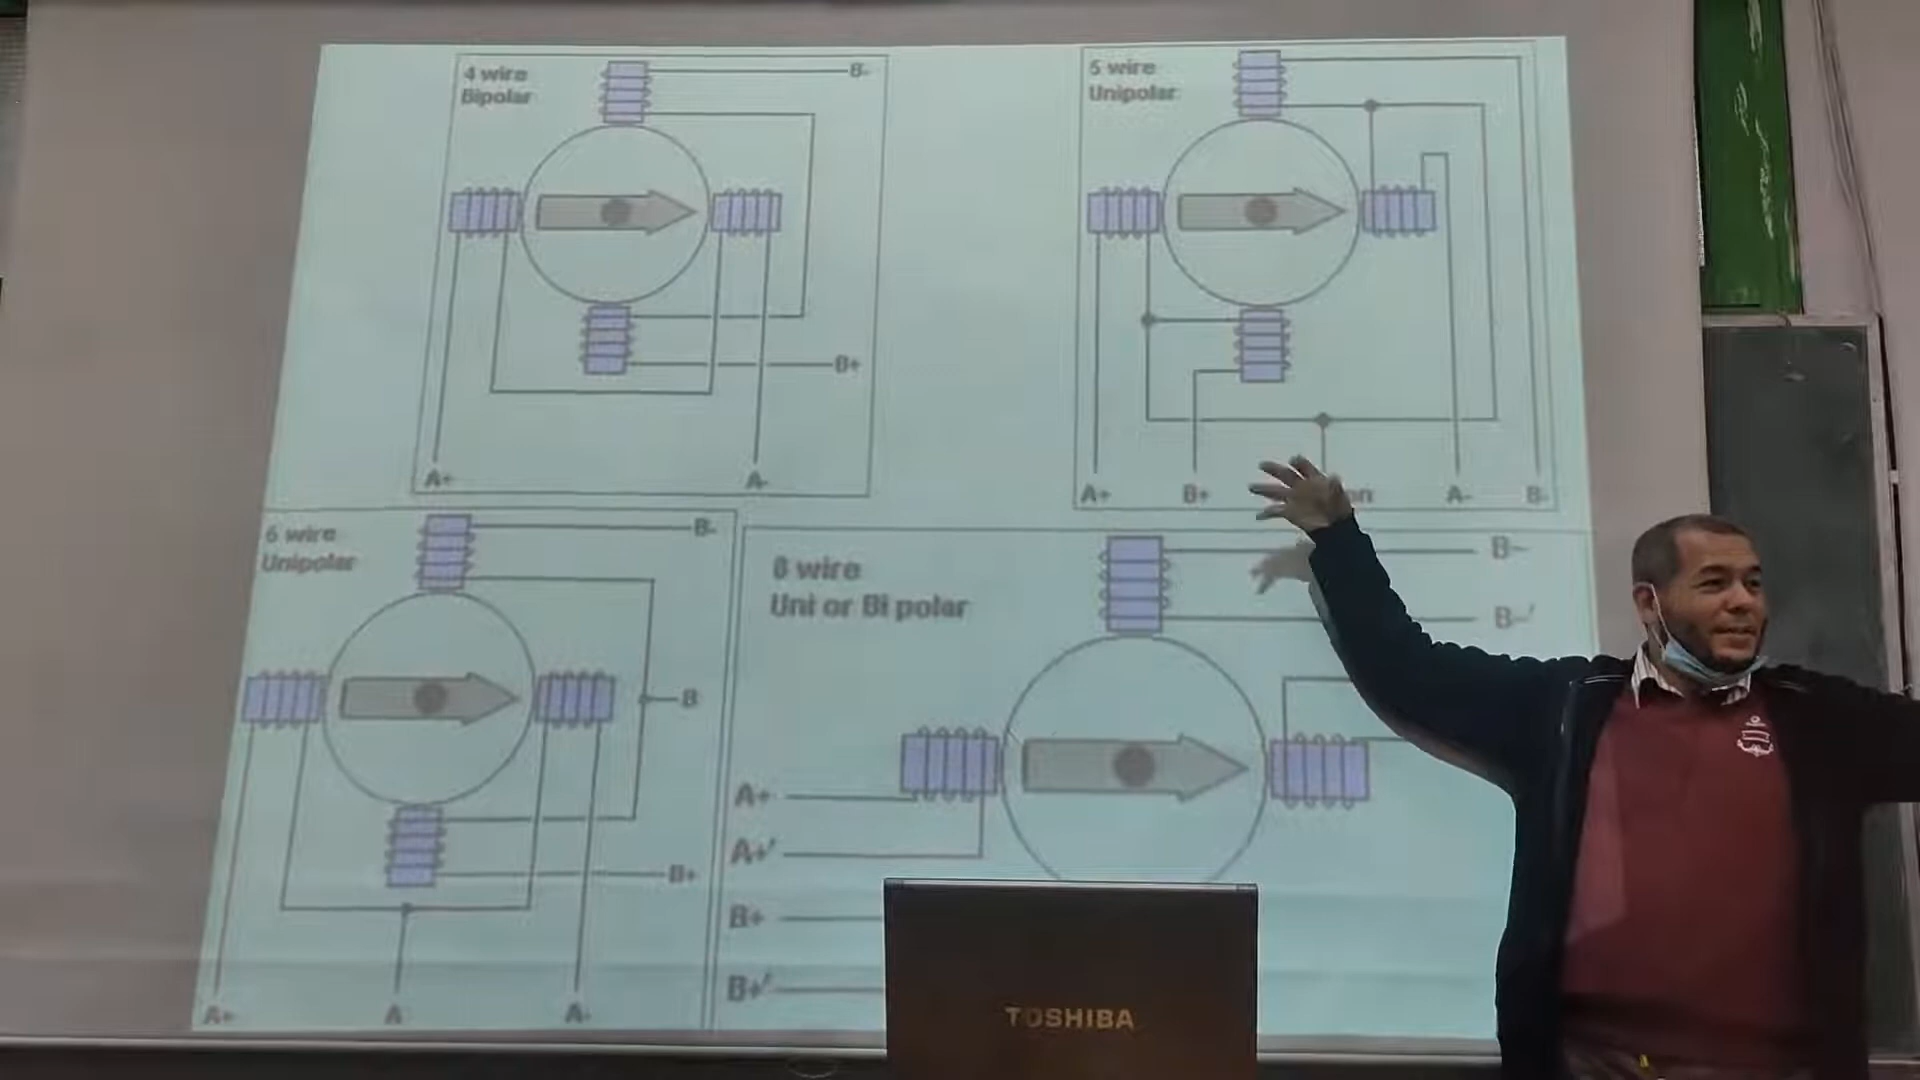 4 wire
Bipolar
B-
B+
A+
A-
5 wire
Unipolar
A+
B+
A-
B-
6 wire
Unipolar
B-
B
B+
A+
A
A-
8 wire
Uni or Bi polar
B-
B-'
A+
A+'
B+
B+'
TOSHIBA